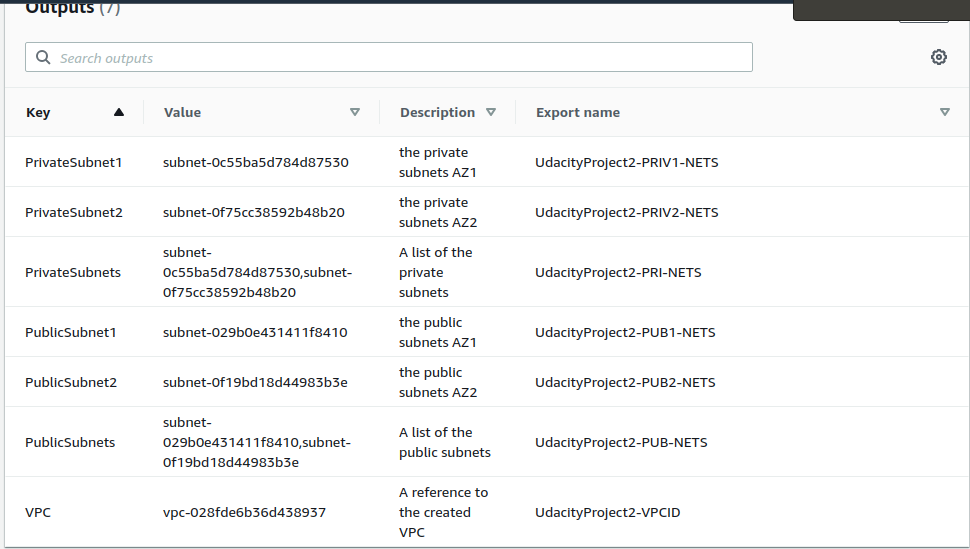 Outputs (7)
Search outputs
Key Value Description Export name
PrivateSubnet1 subnet-0c55ba5d784d87530 the private UdacityProject2-PRIV1-NETS
subnets AZ1
PrivateSubnet2 subnet-0f75cc38592b48b20 the private UdacityProject2-PRIV2-NETS
subnets AZ2
PrivateSubnets subnet- A list of the UdacityProject2-PRI-NETS
0c55ba5d784d87530,subnet- private
0f75cc38592b48b20 subnets
PublicSubnet1 subnet-029b0e431411f8410 the public UdacityProject2-PUB1-NETS
subnets AZ1
PublicSubnet2 subnet-0f19bd18d44983b3e the public UdacityProject2-PUB2-NETS
subnets AZ2
PublicSubnets subnet- A list of the UdacityProject2-PUB-NETS
029b0e431411f8410,subnet- public subnets
0f19bd18d44983b3e
VPC vpc-028fde6b36d438937 A reference to UdacityProject2-VPCID
the created
VPC